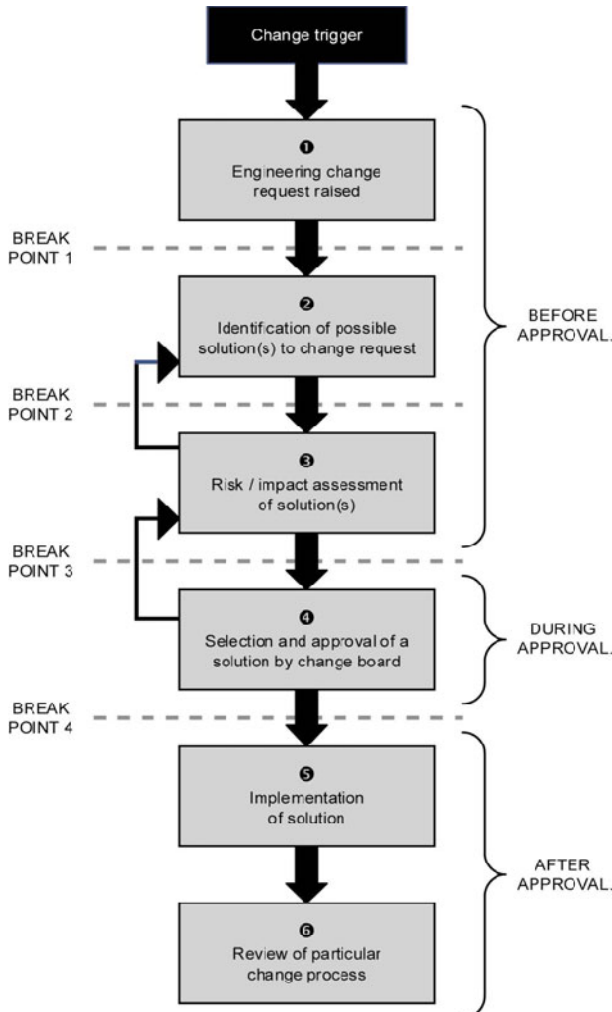 Change trigger
❶
Engineering change
request raised
BREAK
POINT 1
❷
Identification of possible
solution(s) to change request
BEFORE
APPROVAL.
BREAK
POINT 2
❸
Risk / impact assessment
of solution(s)
BREAK
POINT 3
❹
Selection and approval of a
solution by change board
DURING
APPROVAL.
BREAK
POINT 4
❺
Implementation
of solution
AFTER
APPROVAL.
❻
Review of particular
change process